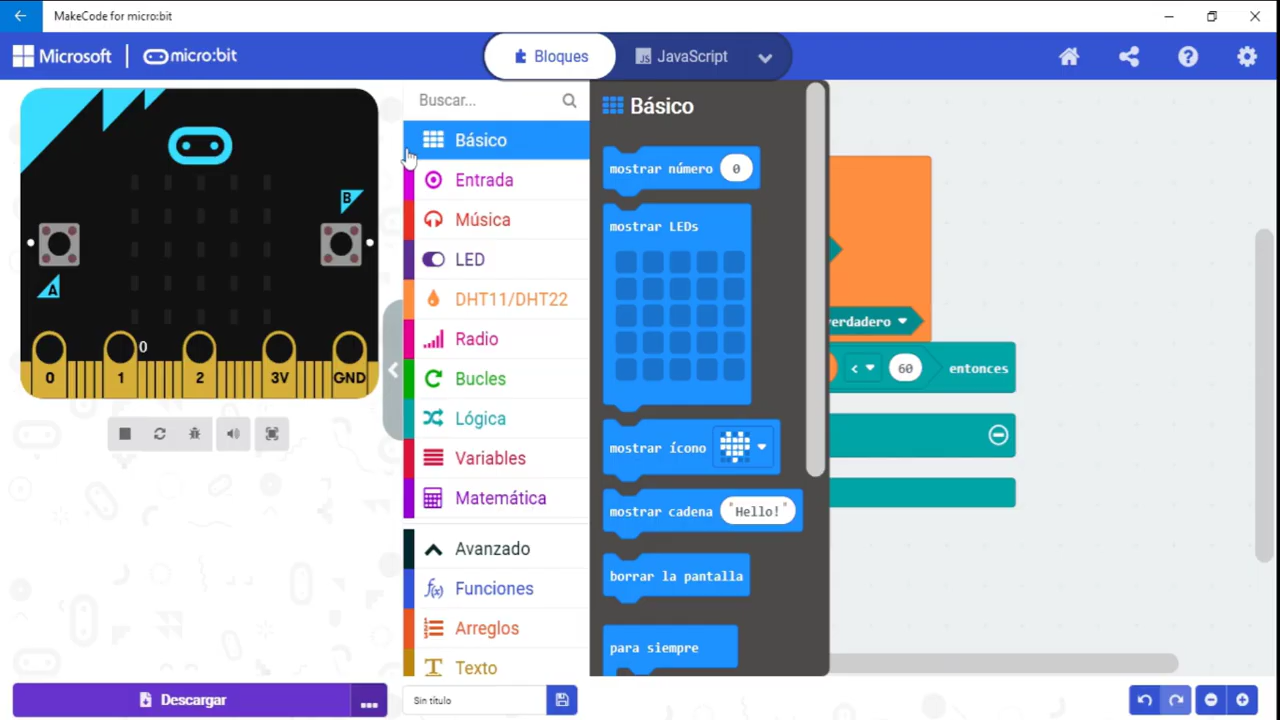 MakeCode for micro:bit
Microsoft
micro:bit
Bloques
JavaScript
Buscar...
Básico
Entrada
Música
LED
DHT11/DHT22
Radio
Bucles
Lógica
Variables
Matemática
Avanzado
Funciones
Arreglos
Texto
Básico
mostrar número 0
mostrar LEDs
mostrar ícono
mostrar cadena "Hello!"
borrar la pantalla
para siempre
verdadero
< 60 entonces
A
B
0
0 1 2 3V GND
Descargar
...
Sin título